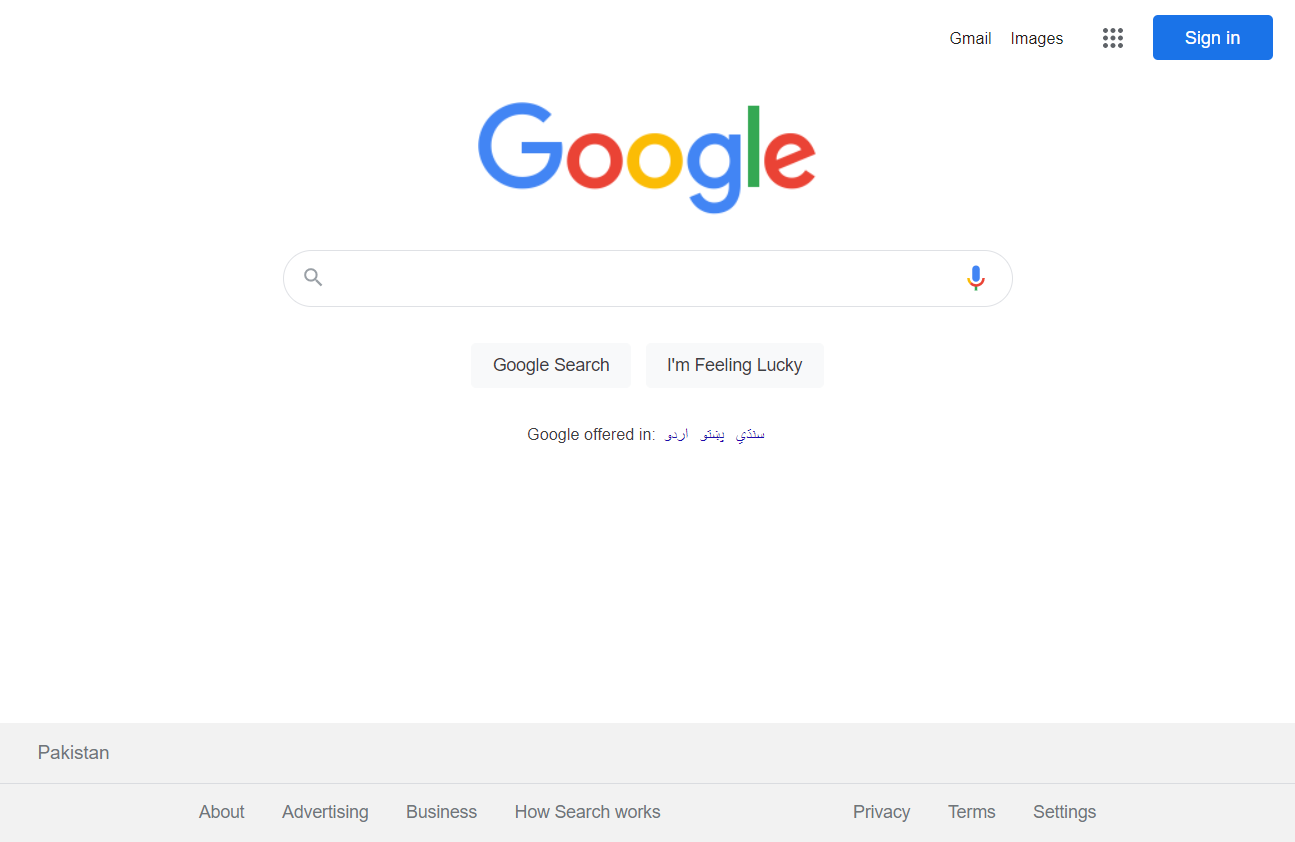 Gmail Images Sign in
Google
Google Search I'm Feeling Lucky
Google offered in: اردو پښتو سنڌي
Pakistan
About Advertising Business How Search works Privacy Terms Settings